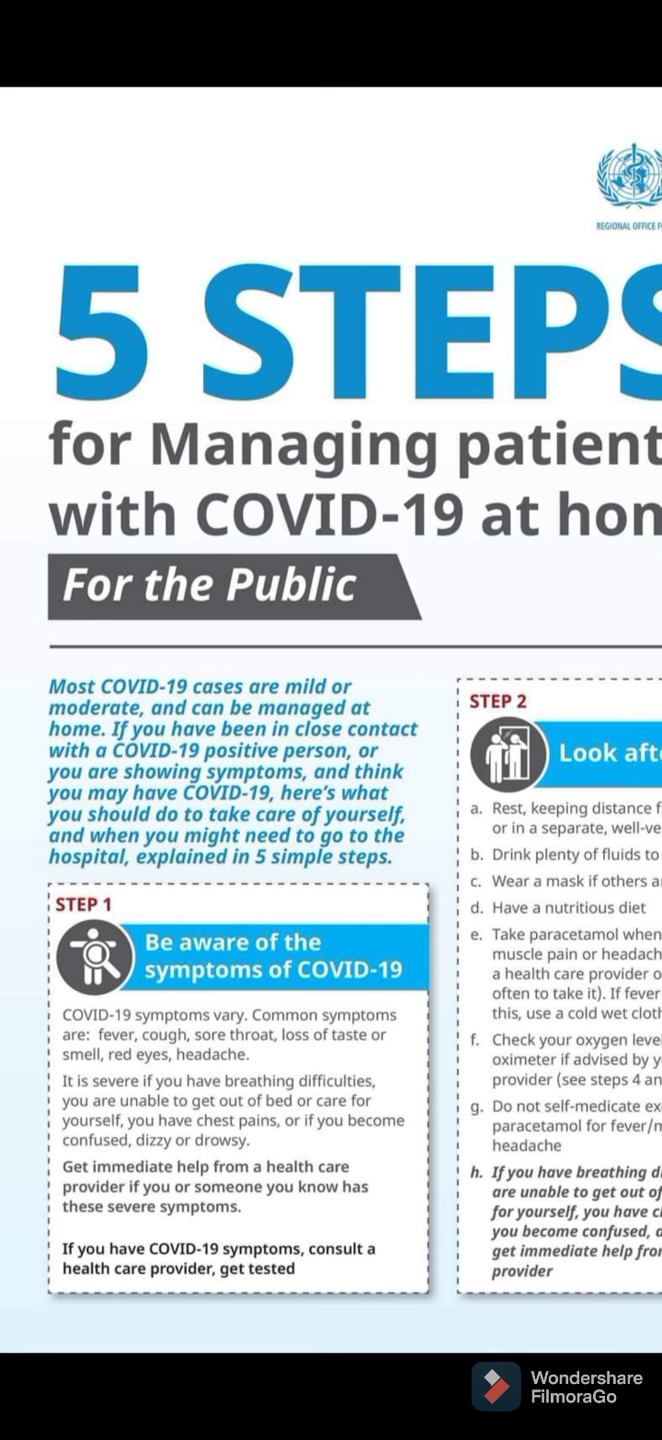 REGIONAL OFFICE
5 STEPS
for Managing patient
with COVID-19 at
For the Public
Most COVID-19 cases are mild or
moderate, and can be managed at
home. If you have been in close contact
with a COVID-19 positive person, or
you are showing symptoms, and think
you may have COVID-19, here's what
you should do to take care of yourself,
and when you might need to go to the
hospital, explained in 5 simple steps.
STEP 1
Be aware of the
symptoms of COVID-19
COVID-19 symptoms vary. Common symptoms
are: fever, cough, sore throat, loss of taste or
smell, red eyes, headache.
It is severe if you have breathing difficulties,
you are unable to get out of bed or care for
yourself, you have chest pains, or if you become
confused, dizzy or drowsy.
Get immediate help from a health care
provider if you or someone you know has
these severe symptoms.
If you have COVID-19 symptoms, consult a
health care provider, get tested
STEP 2
Look
a. Rest, keeping distance
or in a separate,
b. Drink plenty of fluids to
c. Wear a mask if others
d. Have a nutritious diet
e. Take paracetamol when
muscle pain or
a health care provider
often to take it). If fever
this, use a cold wet
f. Check your oxygen
oximeter if advised by
provider (see steps 4
g. Do not self-medicate
paracetamol for
headache
h. If you have breathing
are unable to get out of
for yourself, you have
you become confused,
get immediate help
provider
Wondershare
FilmoraGo